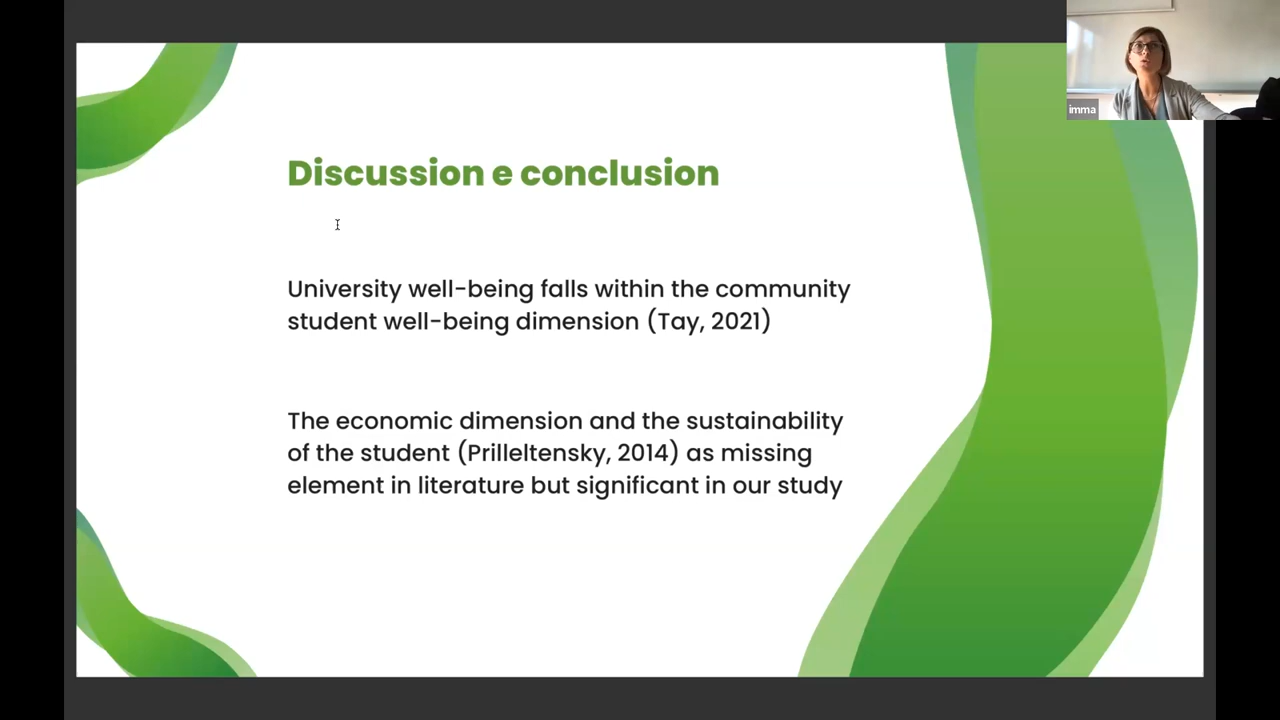 imma
Discussion e conclusion
University well-being falls within the community
student well-being dimension (Tay, 2021)
The economic dimension and the sustainability
of the student (Prilleltensky, 2014) as missing
element in literature but significant in our study